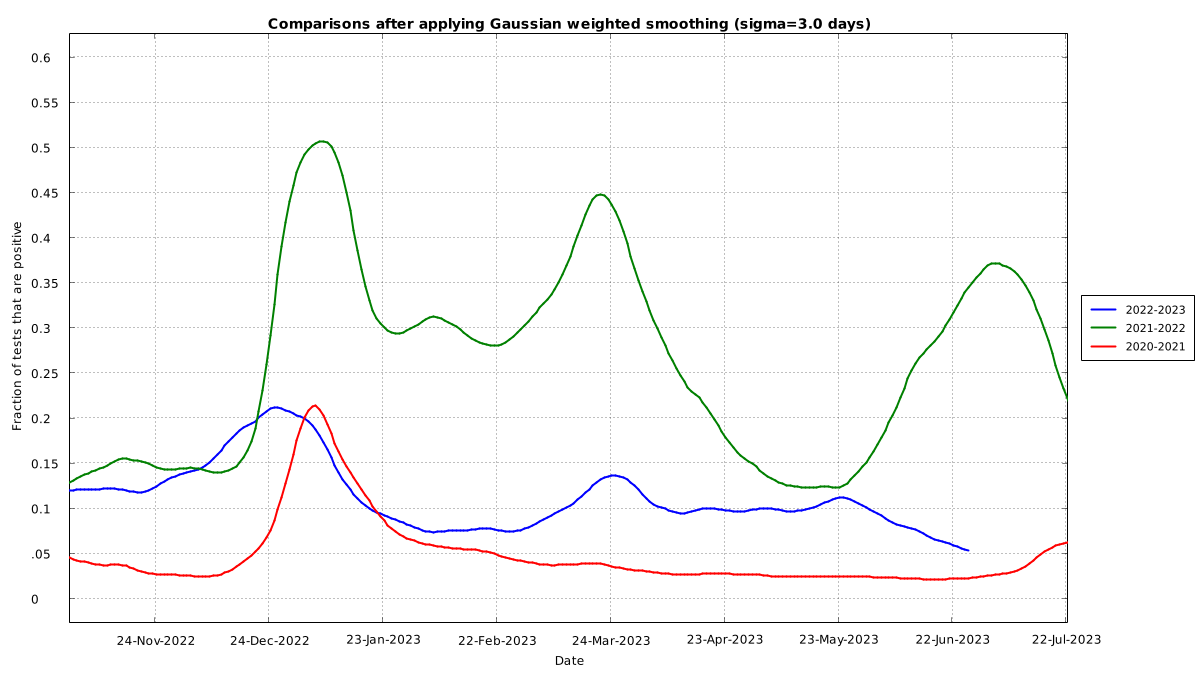 Comparisons after applying Gaussian weighted smoothing (sigma=3.0 days)
0.6
0.55
0.5
0.45
0.4
0.35
0.3
0.25
0.2
0.15
0.1
.05
0
Fraction of tests that are positive
24-Nov-2022
24-Dec-2022
23-Jan-2023
22-Feb-2023
24-Mar-2023
23-Apr-2023
23-May-2023
22-Jun-2023
22-Jul-2023
Date
2022-2023
2021-2022
2020-2021